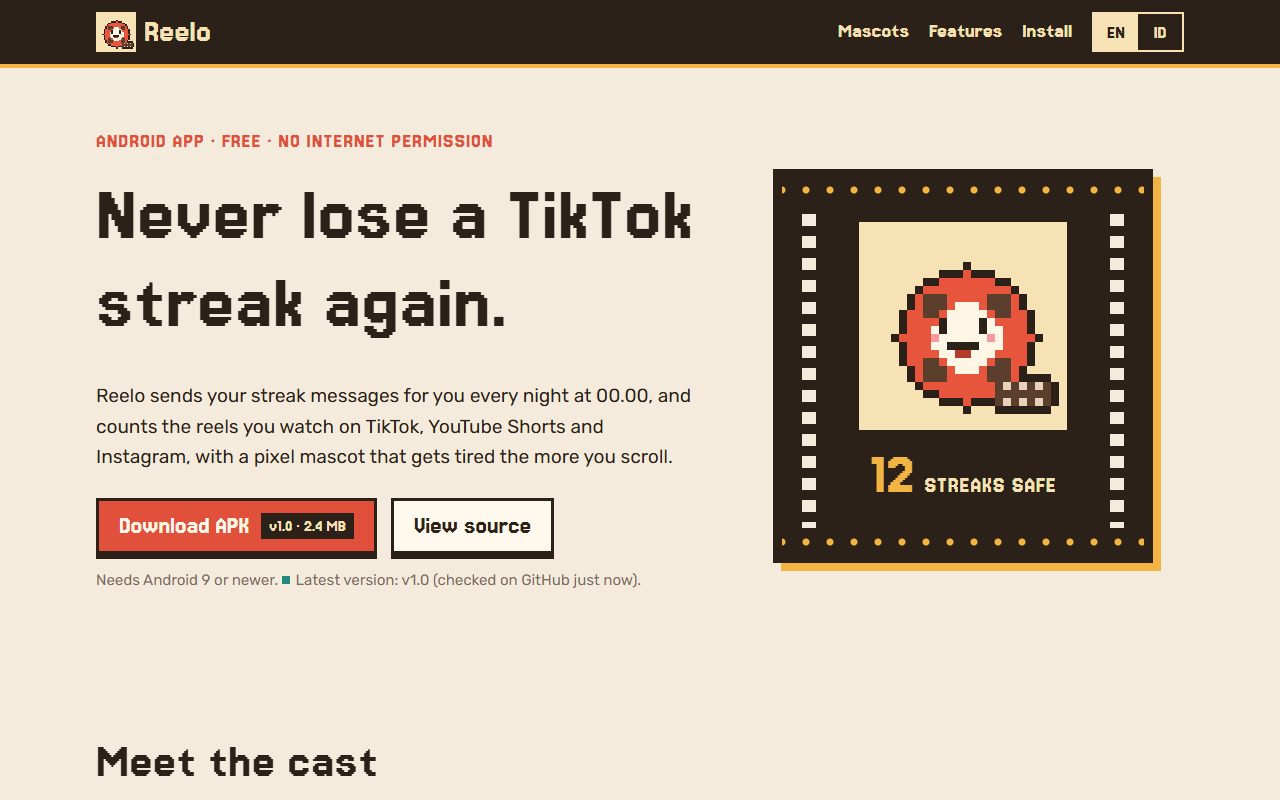 Reelo
Mascots Features Install EN ID
ANDROID APP · FREE · NO INTERNET PERMISSION
Never lose a TikTok
streak again.
Reelo sends your streak messages for you every night at 00.00, and
counts the reels you watch on TikTok, YouTube Shorts and
Instagram, with a pixel mascot that gets tired the more you scroll.
Download APK v1.0 · 2.4 MB View source
Needs Android 9 or newer. Latest version: v1.0 (checked on GitHub just now).
12 STREAKS SAFE
Meet the cast